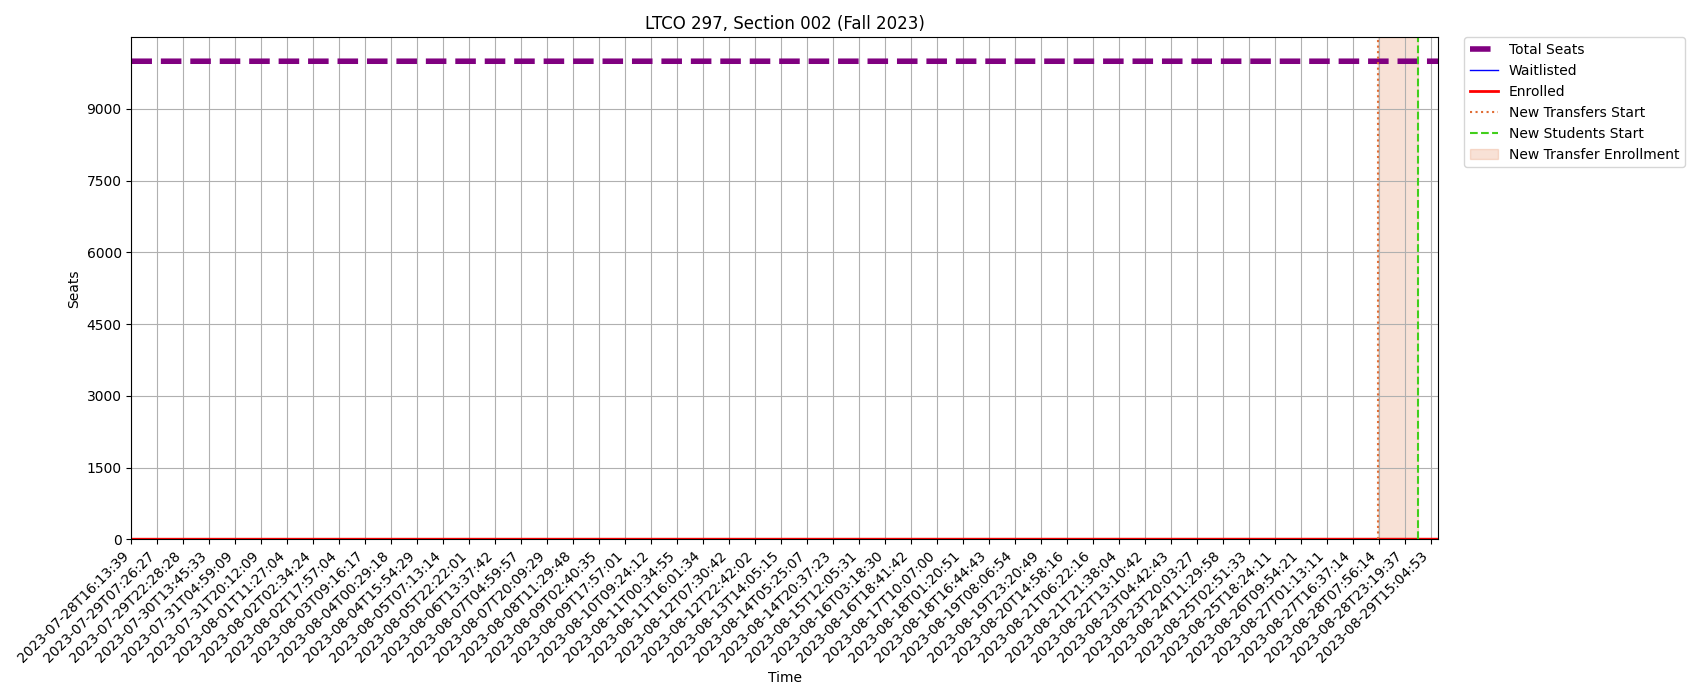 LTCO 297, Section 002 (Fall 2023)
Total Seats
Waitlisted
Enrolled
New Transfers Start
New Students Start
New Transfer Enrollment
Seats
9000
7500
6000
4500
3000
1500
0
2023-07-28T16:13:39
2023-07-29T07:26:27
2023-07-29T22:28:28
2023-07-30T13:45:33
2023-07-31T04:59:09
2023-07-31T20:12:09
2023-08-01T11:27:04
2023-08-02T02:34:24
2023-08-02T17:57:04
2023-08-03T09:16:17
2023-08-04T00:29:18
2023-08-04T15:54:29
2023-08-05T07:13:14
2023-08-05T22:22:01
2023-08-06T13:37:42
2023-08-07T04:59:57
2023-08-07T20:09:29
2023-08-08T11:29:48
2023-08-09T02:40:35
2023-08-09T17:57:01
2023-08-10T09:24:12
2023-08-11T00:34:55
2023-08-11T16:01:34
2023-08-12T07:30:42
2023-08-12T22:42:02
2023-08-13T14:05:15
2023-08-14T05:25:07
2023-08-14T20:37:23
2023-08-15T12:05:31
2023-08-16T03:18:30
2023-08-16T18:41:42
2023-08-17T10:07:00
2023-08-18T01:20:51
2023-08-18T16:44:43
2023-08-19T08:06:54
2023-08-19T23:20:49
2023-08-20T14:58:16
2023-08-21T06:22:16
2023-08-21T21:38:04
2023-08-22T13:10:42
2023-08-23T04:42:43
2023-08-23T20:03:27
2023-08-24T11:29:58
2023-08-25T02:51:33
2023-08-25T18:24:11
2023-08-26T09:54:21
2023-08-27T01:13:11
2023-08-27T16:37:14
2023-08-28T07:56:14
2023-08-28T23:19:37
2023-08-29T15:04:53
Time